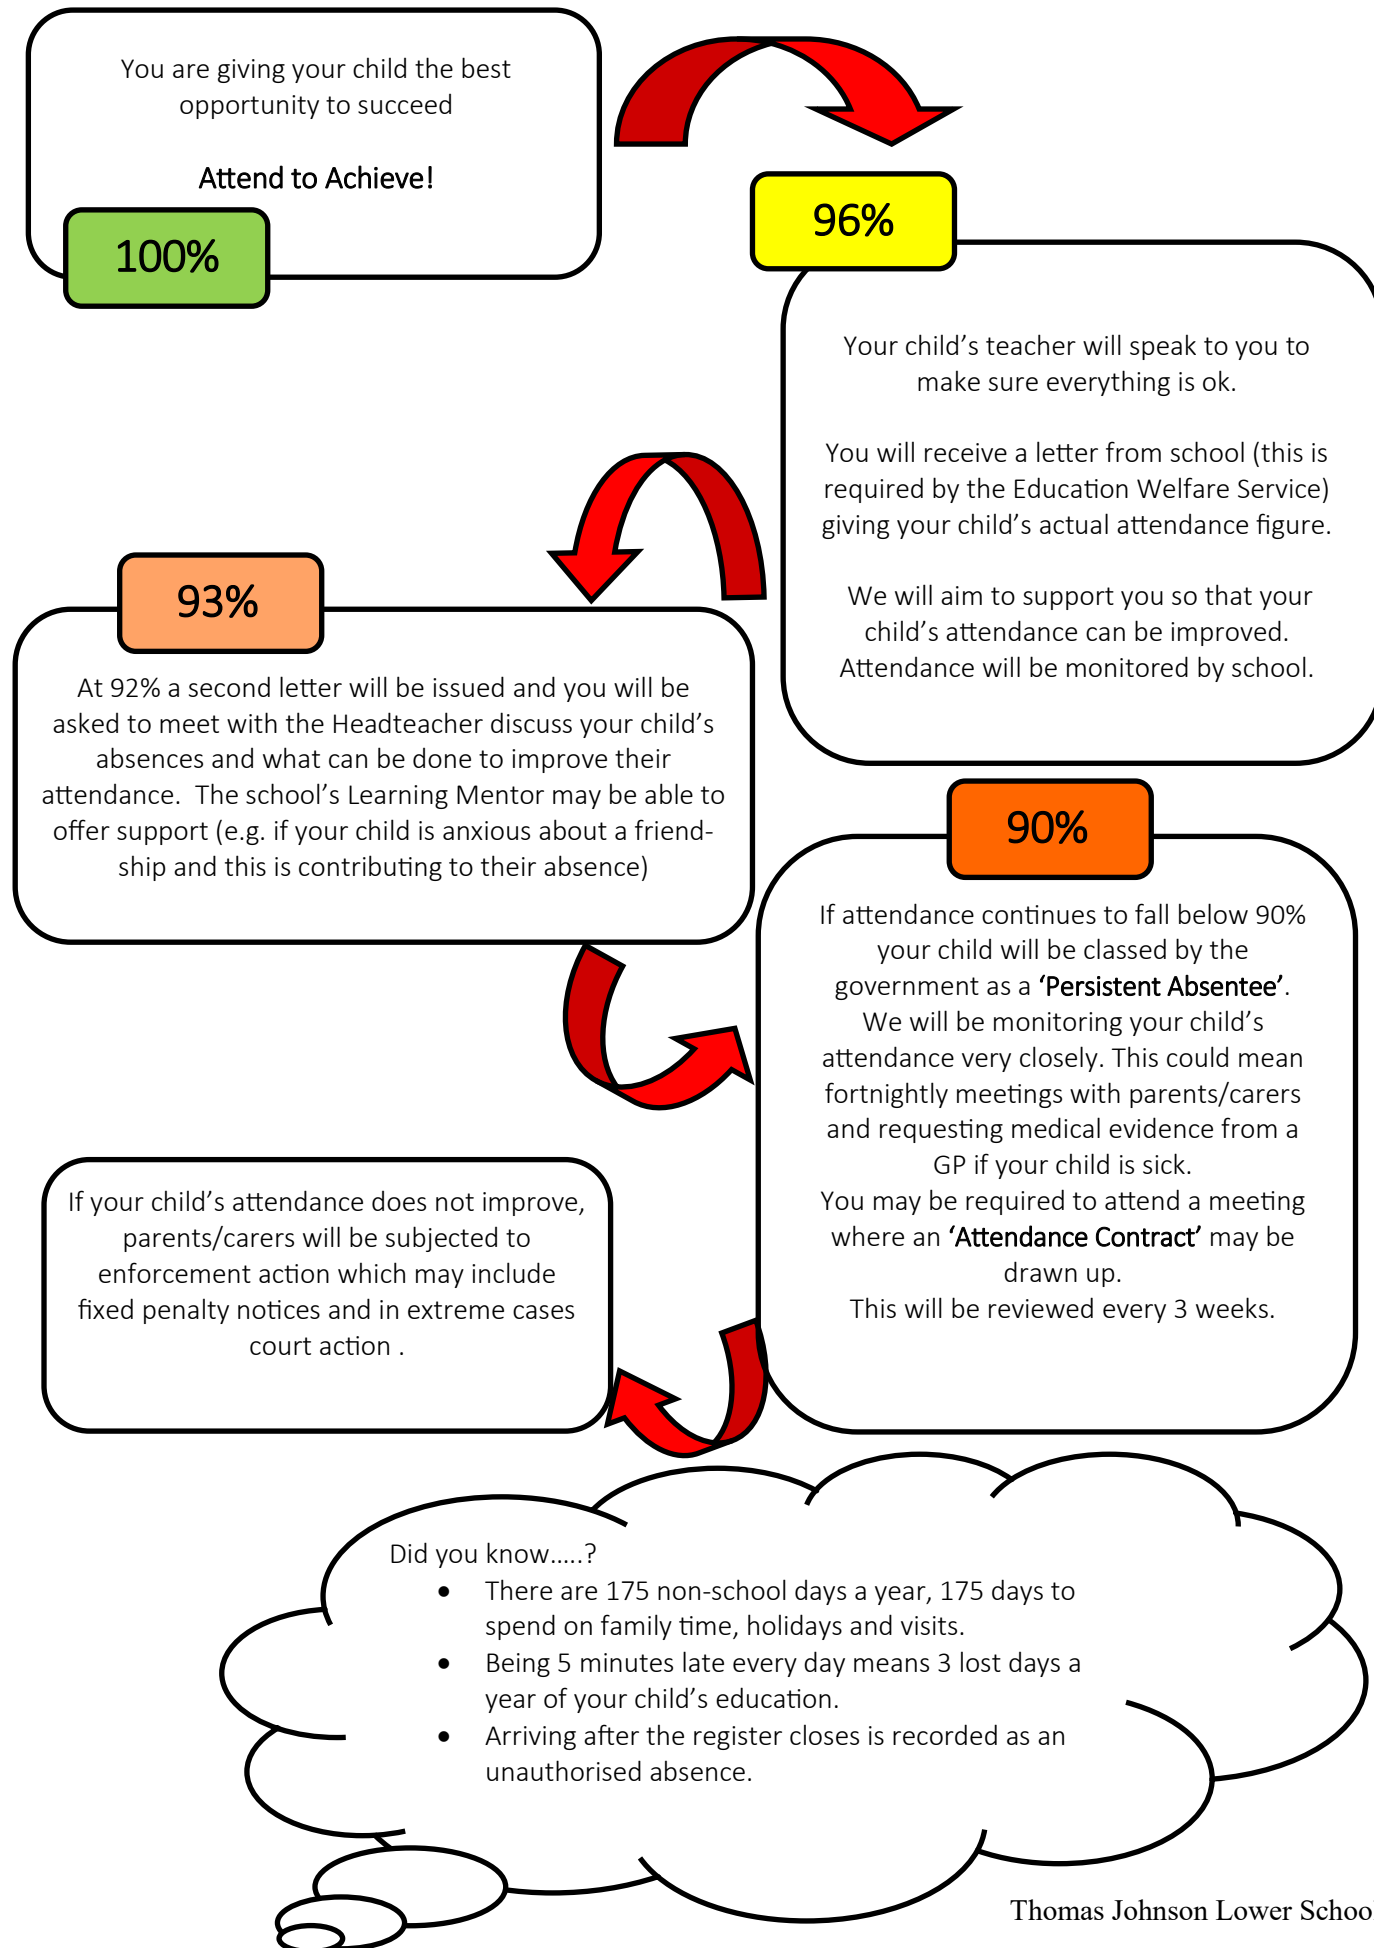 You are giving your child the best
opportunity to succeed
Attend to Achieve!
100%
96%
Your child’s teacher will speak to you to
make sure everything is ok.
You will receive a letter from school (this is
required by the Education Welfare Service)
giving your child’s actual attendance figure.
We will aim to support you so that your
child’s attendance can be improved.
Attendance will be monitored by school.
93%
At 92% a second letter will be issued and you will be
asked to meet with the Headteacher discuss your child’s
absences and what can be done to improve their
attendance.  The school’s Learning Mentor may be able to
offer support (e.g. if your child is anxious about a friend-
ship and this is contributing to their absence)
90%
If attendance continues to fall below 90%
your child will be classed by the
government as a ‘Persistent Absentee’.
We will be monitoring your child’s
attendance very closely. This could mean
fortnightly meetings with parents/carers
and requesting medical evidence from a
GP if your child is sick.
You may be required to attend a meeting
where an ‘Attendance Contract’ may be
drawn up.
This will be reviewed every 3 weeks.
If your child’s attendance does not improve,
parents/carers will be subjected to
enforcement action which may include
fixed penalty notices and in extreme cases
court action .
Did you know.....?
• There are 175 non-school days a year, 175 days to
spend on family time, holidays and visits.
• Being 5 minutes late every day means 3 lost days a
year of your child’s education.
• Arriving after the register closes is recorded as an
unauthorised absence.
Thomas Johnson Lower School